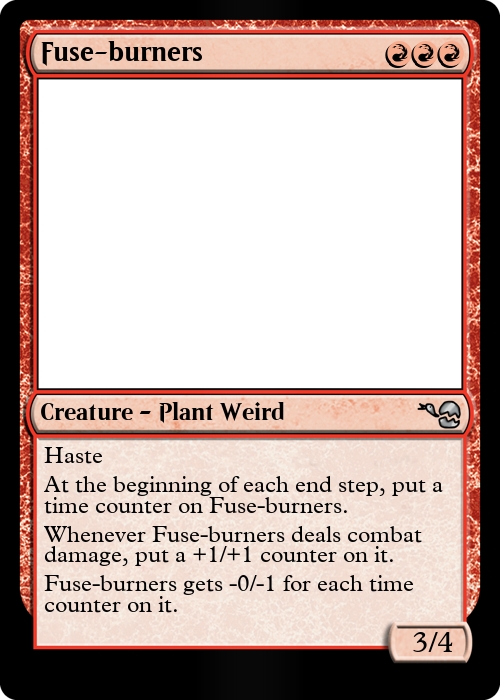 Fuse-burners
Creature – Plant Weird
Haste
At the beginning of each end step, put a
time counter on Fuse-burners.
Whenever Fuse-burners deals combat
damage, put a +1/+1 counter on it.
Fuse-burners gets -0/-1 for each time
counter on it.
3/4